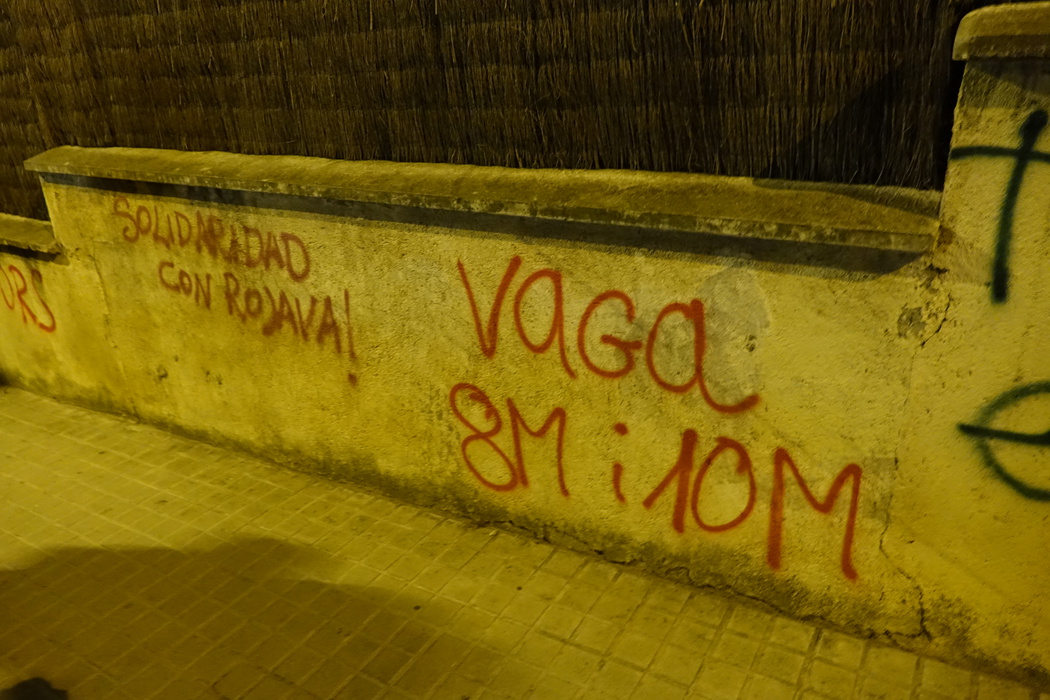 SOLIDARIDAD
CON ROJAVA!
VAGA
8M i 10M